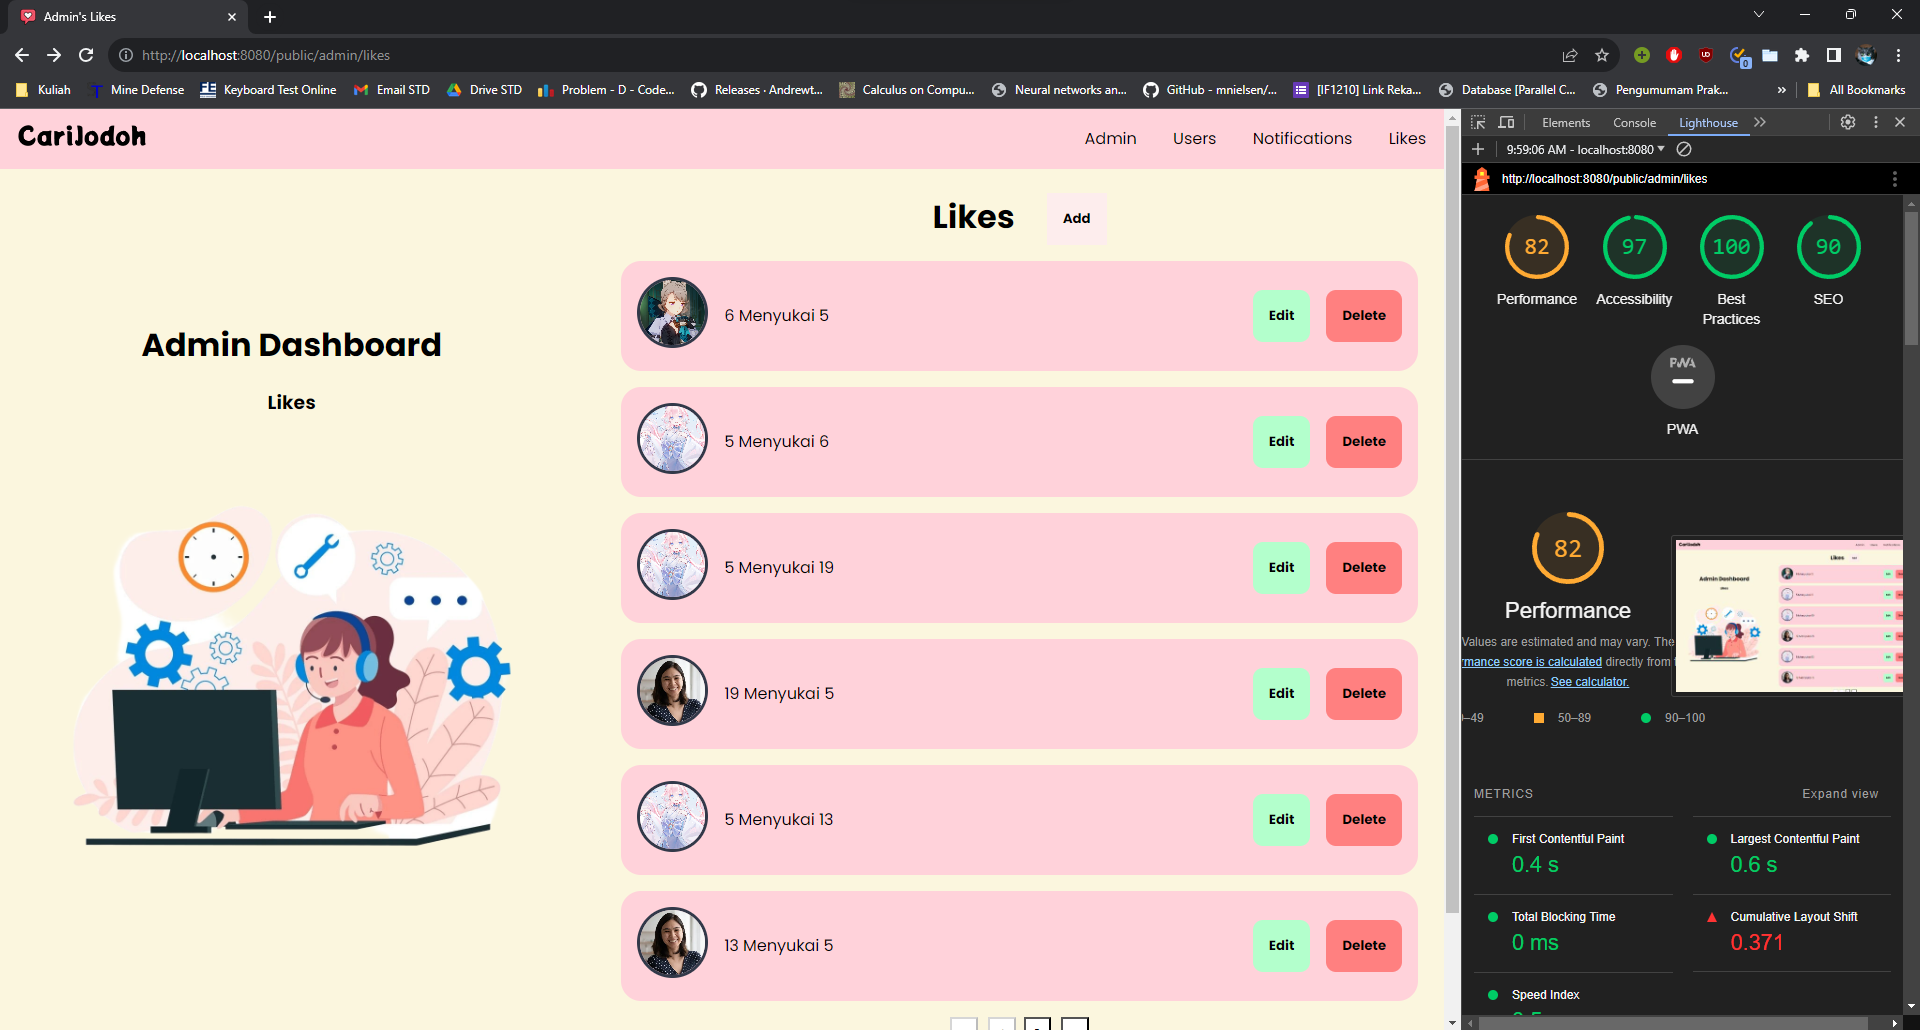 Admin's Likes
http://localhost:8080/public/admin/likes
0
Kuliah
Mine Defense
Keyboard Test Online
Email STD
Drive STD
Problem - D - Code...
Releases · Andrewt...
Calculus on Compu...
Neural networks an...
GitHub - mnielsen/...
[IF1210] Link Reka...
Database [Parallel C...
Pengumumam Prak...
All Bookmarks
CariJodoh
Admin Users Notifications Likes
Admin Dashboard
Likes
Likes Add
6 Menyukai 5 Edit Delete
5 Menyukai 6 Edit Delete
5 Menyukai 19 Edit Delete
19 Menyukai 5 Edit Delete
5 Menyukai 13 Edit Delete
13 Menyukai 5 Edit Delete
Elements Console Lighthouse
9:59:06 AM - localhost:8080
http://localhost:8080/public/admin/likes
82 97 100 90
Performance Accessibility Best Practices SEO
PWA
PWA
82
Performance
Values are estimated and may vary. The
rmance score is calculated directly from
metrics. See calculator.
–49 50–89 90–100
CariJodoh
Likes
Admin Dashboard
METRICS Expand view
First Contentful Paint
0.4 s
Largest Contentful Paint
0.6 s
Total Blocking Time
0 ms
Cumulative Layout Shift
0.371
Speed Index